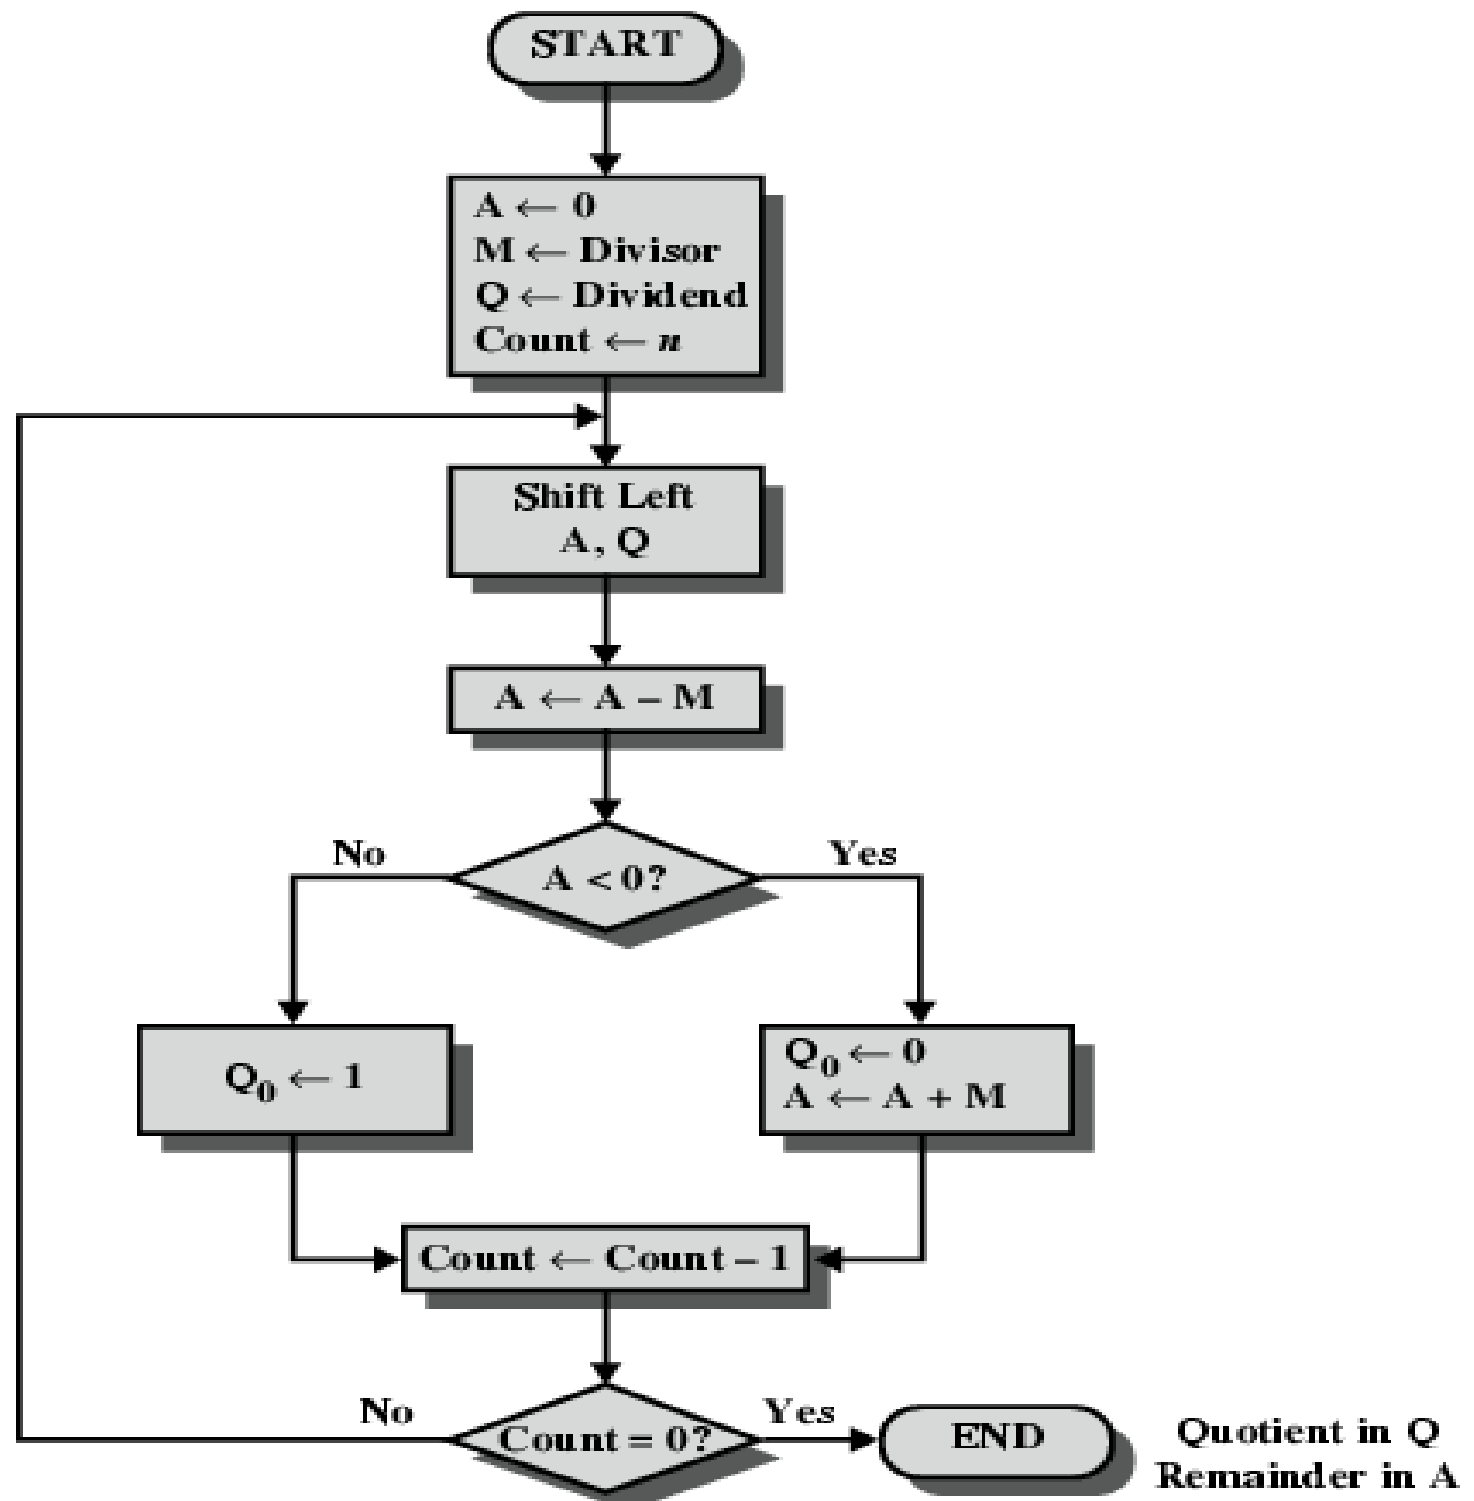 START
A ← 0
M ← Divisor
Q ← Dividend
Count ← n
Shift Left
A, Q
A ← A – M
No
Yes
A < 0?
Q₀ ← 1
Q₀ ← 0
A ← A + M
Count ← Count – 1
No
Yes
Count = 0?
END
Quotient in Q
Remainder in A